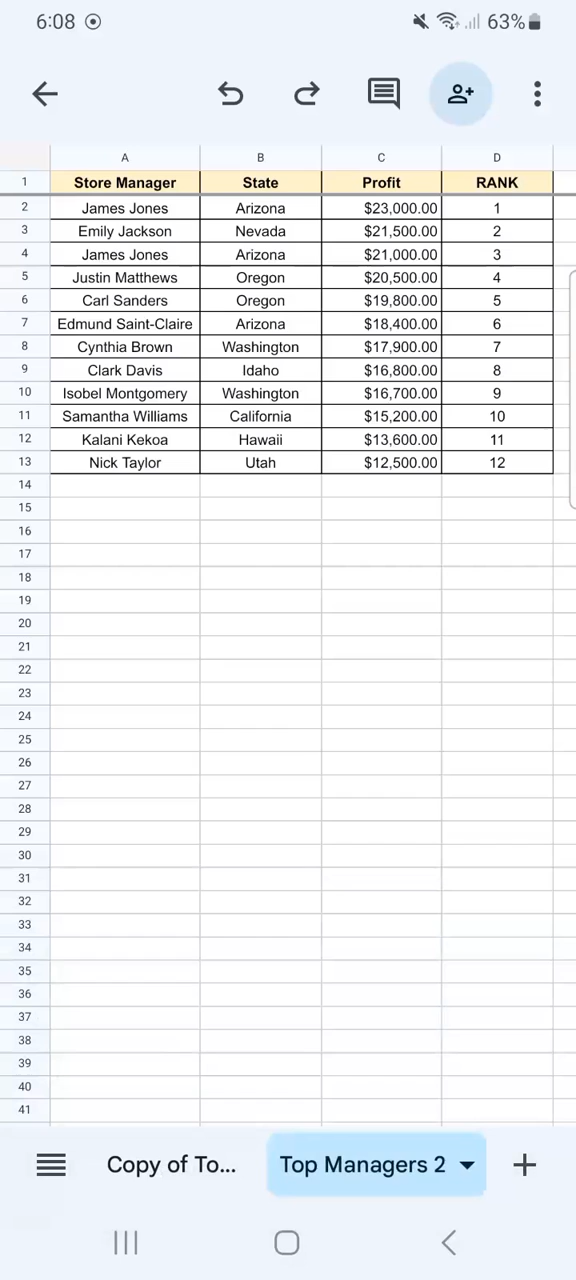 6:08 63%
A B C D
1 Store Manager State Profit RANK
2 James Jones Arizona $23,000.00 1
3 Emily Jackson Nevada $21,500.00 2
4 James Jones Arizona $21,000.00 3
5 Justin Matthews Oregon $20,500.00 4
6 Carl Sanders Oregon $19,800.00 5
7 Edmund Saint-Claire Arizona $18,400.00 6
8 Cynthia Brown Washington $17,900.00 7
9 Clark Davis Idaho $16,800.00 8
10 Isobel Montgomery Washington $16,700.00 9
11 Samantha Williams California $15,200.00 10
12 Kalani Kekoa Hawaii $13,600.00 11
13 Nick Taylor Utah $12,500.00 12
14
15
16
17
18
19
20
21
22
23
24
25
26
27
28
29
30
31
32
33
34
35
36
37
38
39
40
41
Copy of To... Top Managers 2